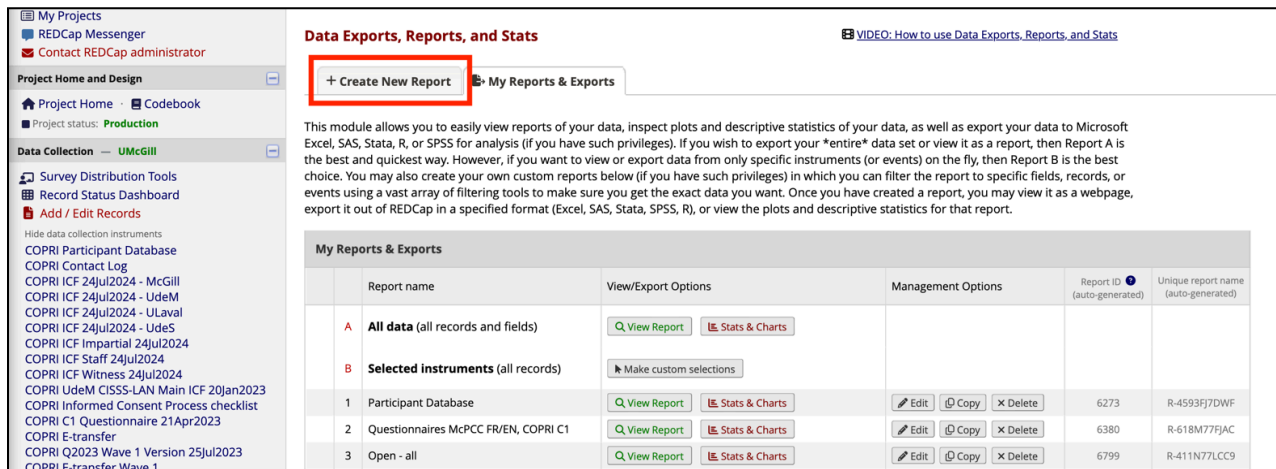 My Projects
REDCap Messenger
Contact REDCap administrator
Project Home and Design
Project Home · Codebook
Project status: Production
Data Collection — UMcGill
Survey Distribution Tools
Record Status Dashboard
Add / Edit Records
Hide data collection instruments
COPRI Participant Database
COPRI Contact Log
COPRI ICF 24Jul2024 - McGill
COPRI ICF 24Jul2024 - UdeM
COPRI ICF 24Jul2024 - ULaval
COPRI ICF 24Jul2024 - UdeS
COPRI ICF Impartial 24Jul2024
COPRI ICF Staff 24Jul2024
COPRI ICF Witness 24Jul2024
COPRI UdeM CISSS-LAN Main ICF 20Jan2023
COPRI Informed Consent Process checklist
COPRI C1 Questionnaire 21Apr2023
COPRI E-transfer
COPRI Q2023 Wave 1 Version 25Jul2023
COPRI E-transfer Wave 1
Data Exports, Reports, and Stats
VIDEO: How to use Data Exports, Reports, and Stats
+ Create New Report
My Reports & Exports
This module allows you to easily view reports of your data, inspect plots and descriptive statistics of your data, as well as export your data to Microsoft
Excel, SAS, Stata, R, or SPSS for analysis (if you have such privileges). If you wish to export your *entire* data set or view it as a report, then Report A is
the best and quickest way. However, if you want to view or export data from only specific instruments (or events) on the fly, then Report B is the best
choice. You may also create your own custom reports below (if you have such privileges) in which you can filter the report to specific fields, records, or
events using a vast array of filtering tools to make sure you get the exact data you want. Once you have created a report, you may view it as a webpage,
export it out of REDCap in a specified format (Excel, SAS, Stata, SPSS, R), or view the plots and descriptive statistics for that report.
My Reports & Exports
Report name View/Export Options Management Options Report ID ? (auto-generated) Unique report name (auto-generated)
A All data (all records and fields) View Report Stats & Charts
B Selected instruments (all records) Make custom selections
1 Participant Database View Report Stats & Charts Edit Copy × Delete 6273 R-4593FJ7DWF
2 Questionnaires McPCC FR/EN, COPRI C1 View Report Stats & Charts Edit Copy × Delete 6380 R-618M77FJAC
3 Open - all View Report Stats & Charts Edit Copy × Delete 6799 R-411N77LCC9